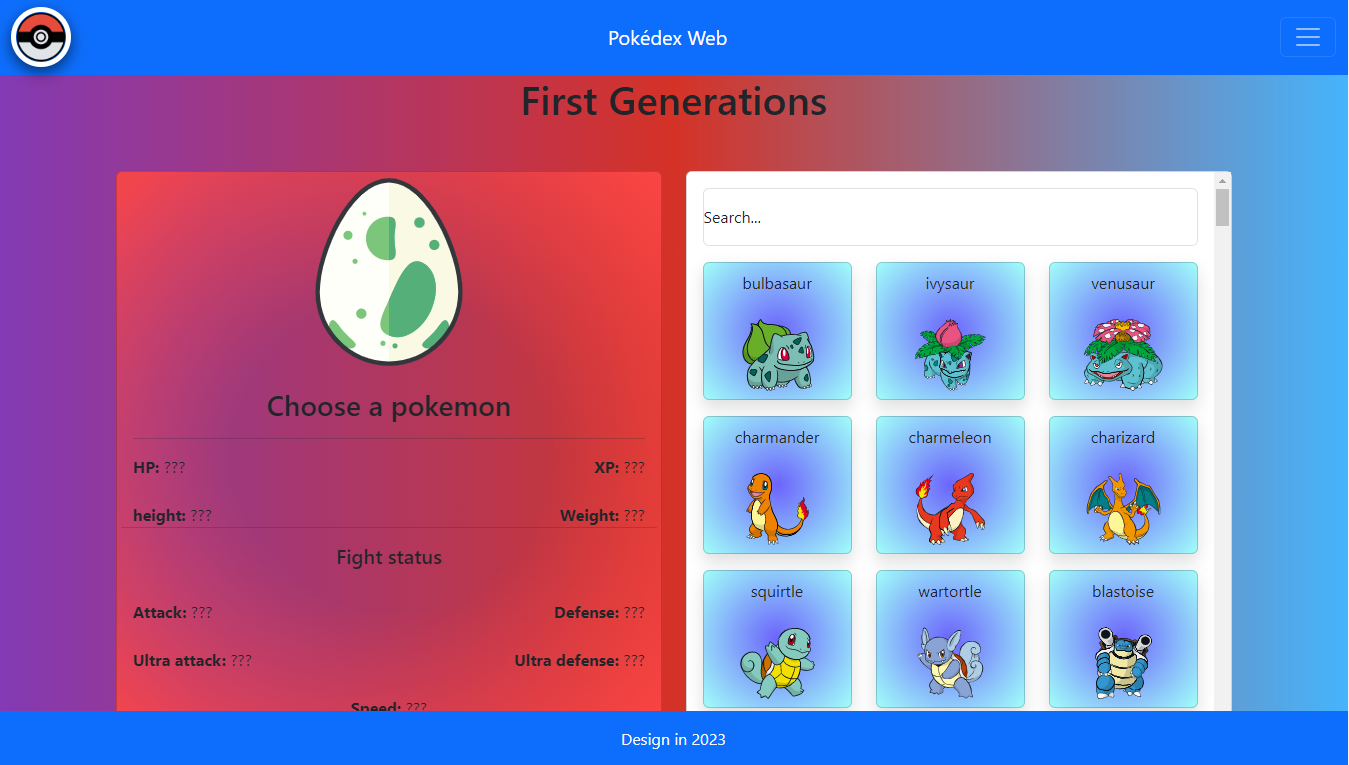 Pokédex Web
First Generations
Choose a pokemon
HP: ???
XP: ???
height: ???
Weight: ???
Fight status
Attack: ???
Defense: ???
Ultra attack: ???
Ultra defense: ???
Speed: ???
Search...
bulbasaur
ivysaur
venusaur
charmander
charmeleon
charizard
squirtle
wartortle
blastoise
Design in 2023